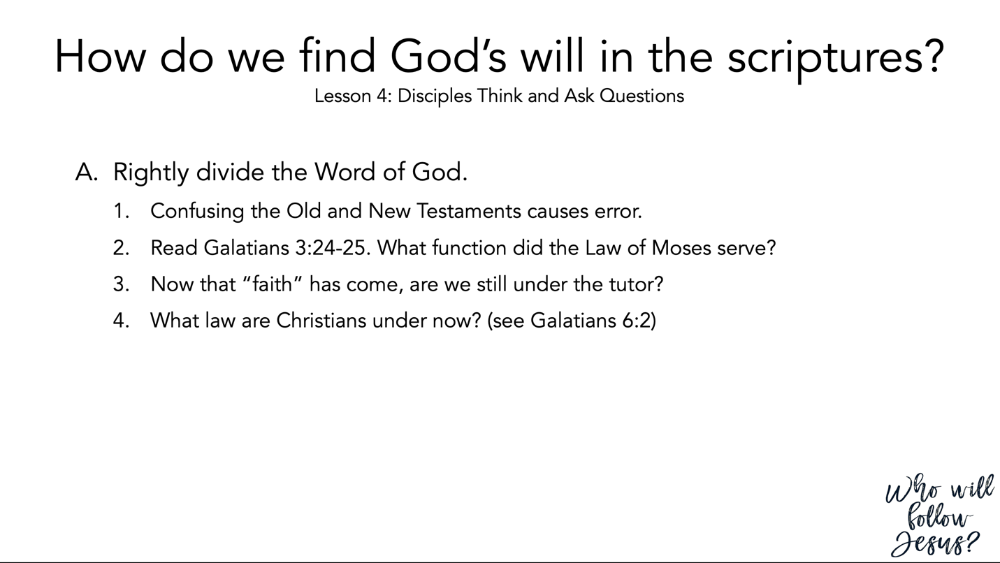 How do we find God’s will in the scriptures?
Lesson 4: Disciples Think and Ask Questions
A. Rightly divide the Word of God.
1. Confusing the Old and New Testaments causes error.
2. Read Galatians 3:24-25. What function did the Law of Moses serve?
3. Now that “faith” has come, are we still under the tutor?
4. What law are Christians under now? (see Galatians 6:2)
Who will
follow
Jesus?